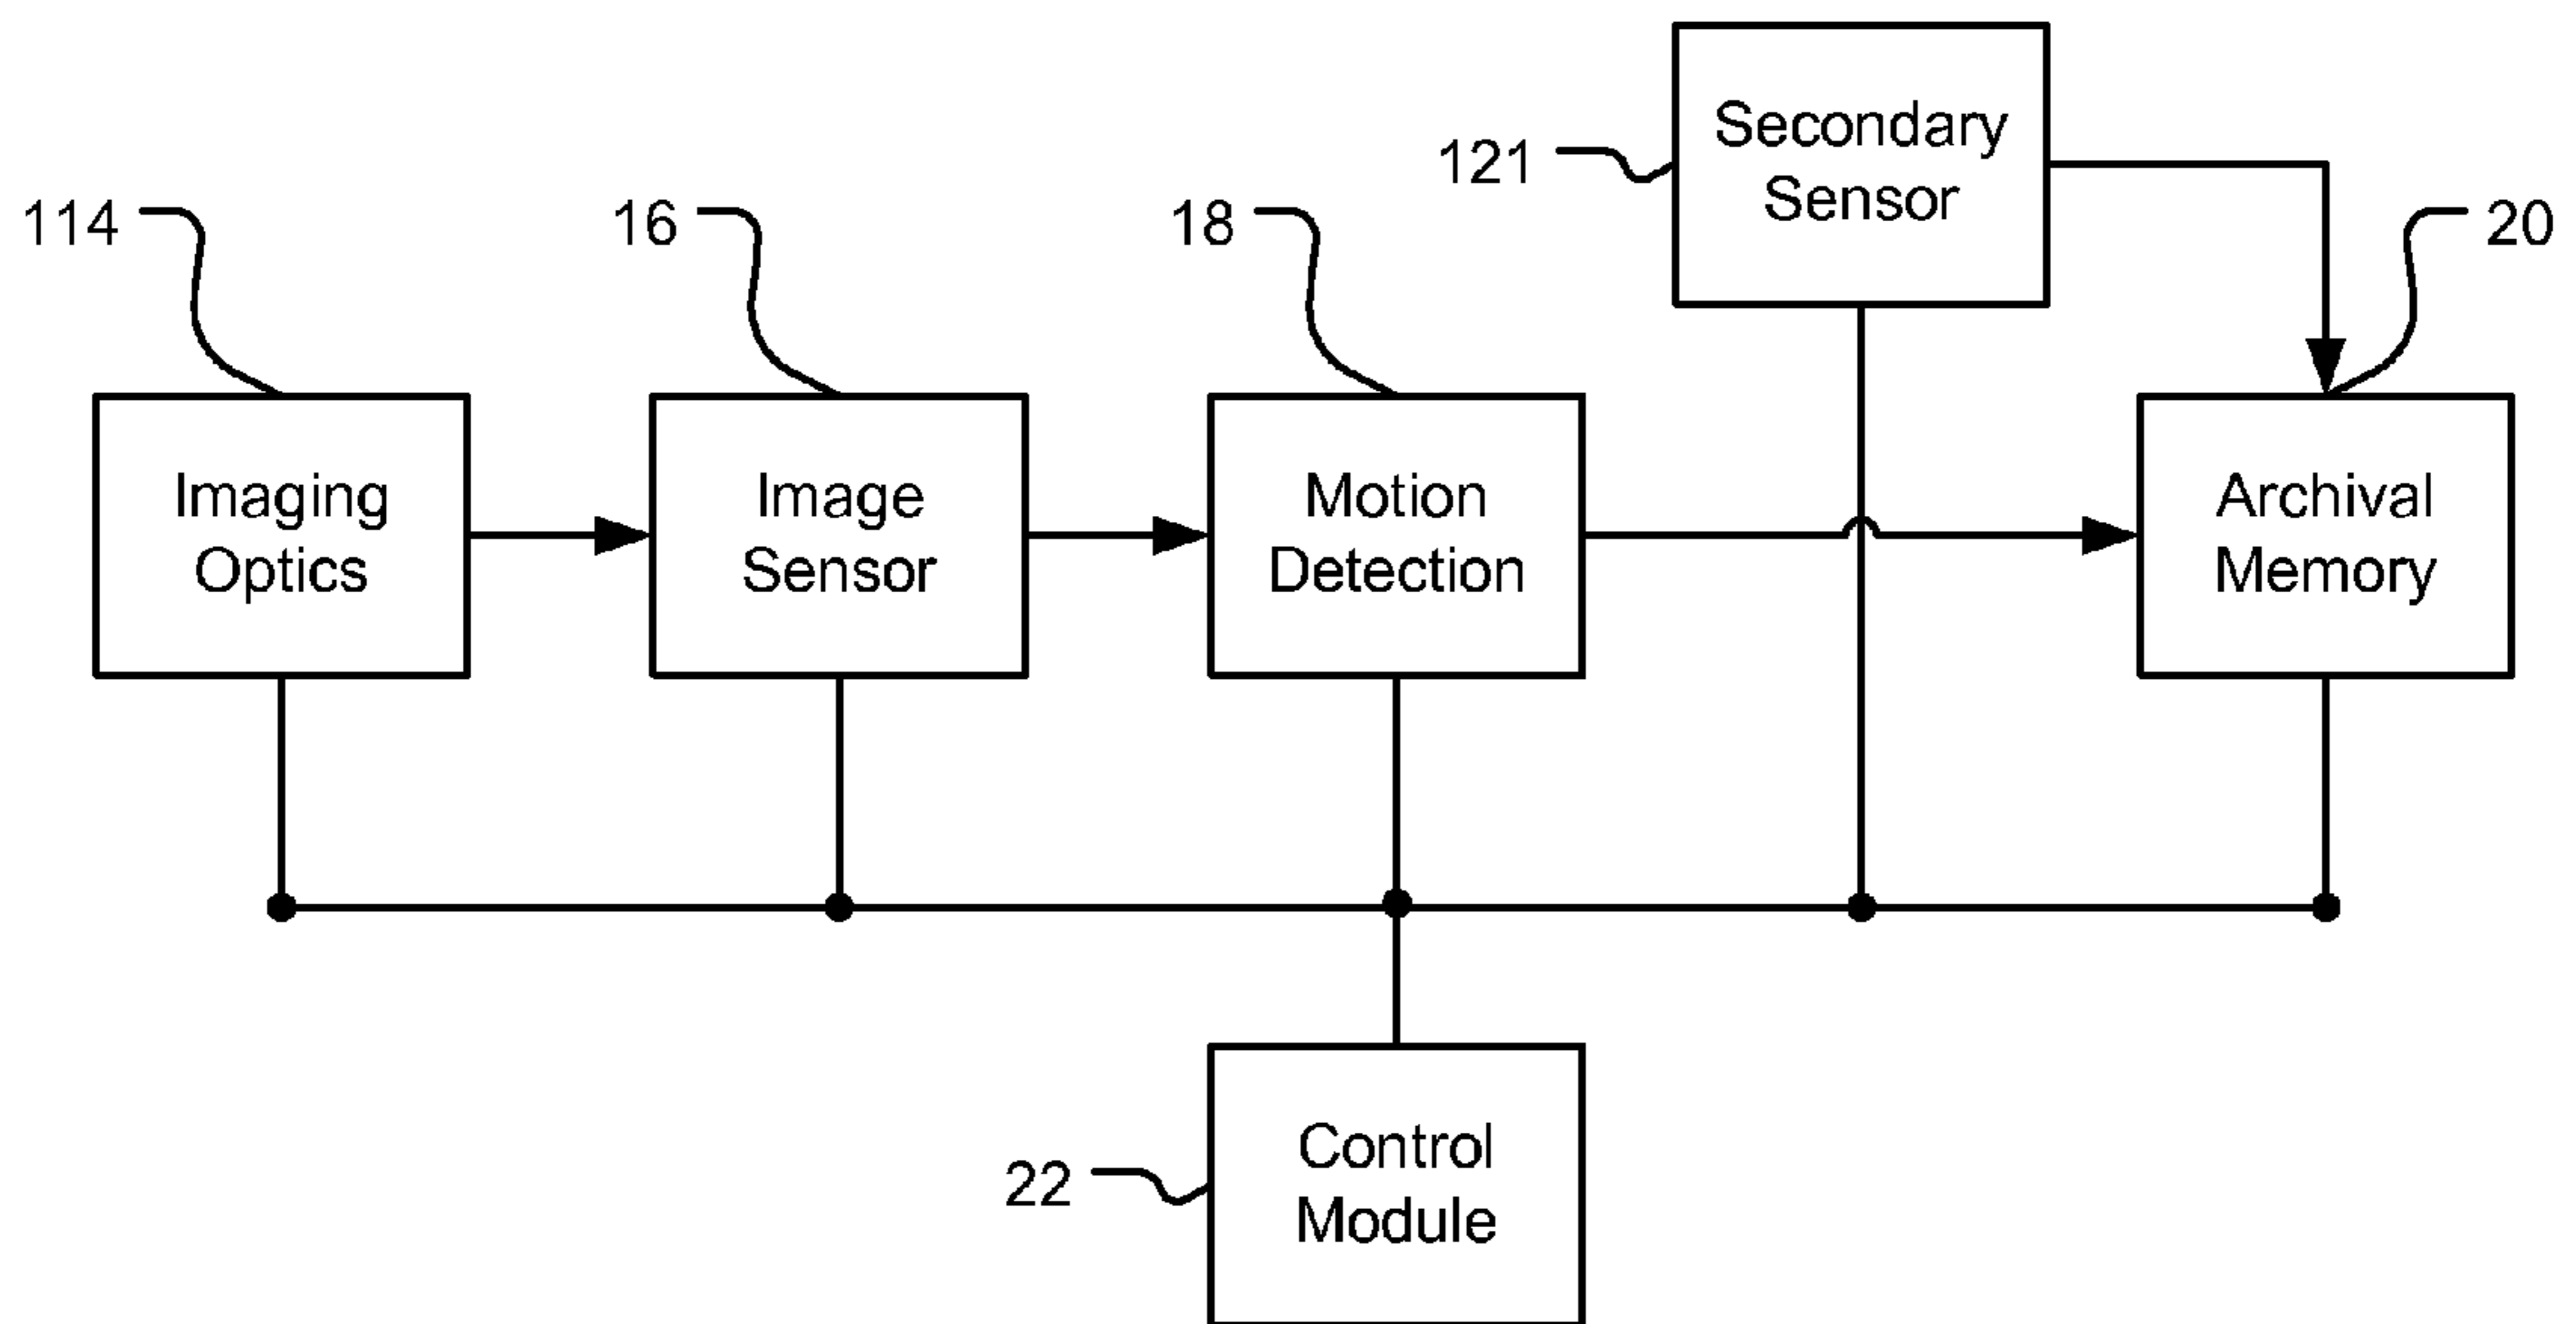 Secondary
Sensor
121
114
16
18
20
Imaging
Optics
Image
Sensor
Motion
Detection
Archival
Memory
Control
Module
22